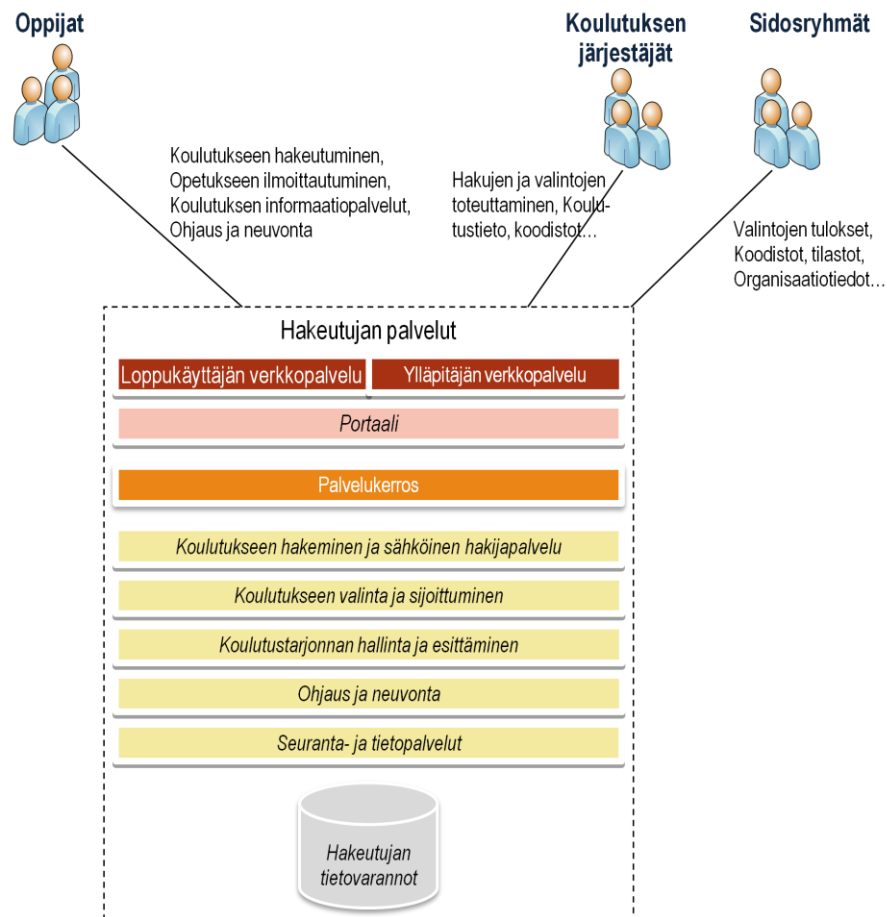 Oppijat
Koulutuksen
järjestäjät
Sidosryhmät
Koulutukseen hakeutuminen,
Opetukseen ilmoittautuminen,
Koulutuksen informaatiopalvelut,
Ohjaus ja neuvonta
Hakujen ja valintojen
toteuttaminen, Koulu-
tustieto, koodistot…
Valintojen tulokset,
Koodistot, tilastot,
Organisaatiotiedot…
Hakeutujan palvelut
Loppukäyttäjän verkkopalvelu
Ylläpitäjän verkkopalvelu
Portaali
Palvelukerros
Koulutukseen hakeminen ja sähköinen hakijapalvelu
Koulutukseen valinta ja sijoittuminen
Koulutustarjonnan hallinta ja esittäminen
Ohjaus ja neuvonta
Seuranta- ja tietopalvelut
Hakeutujan
tietovarannot